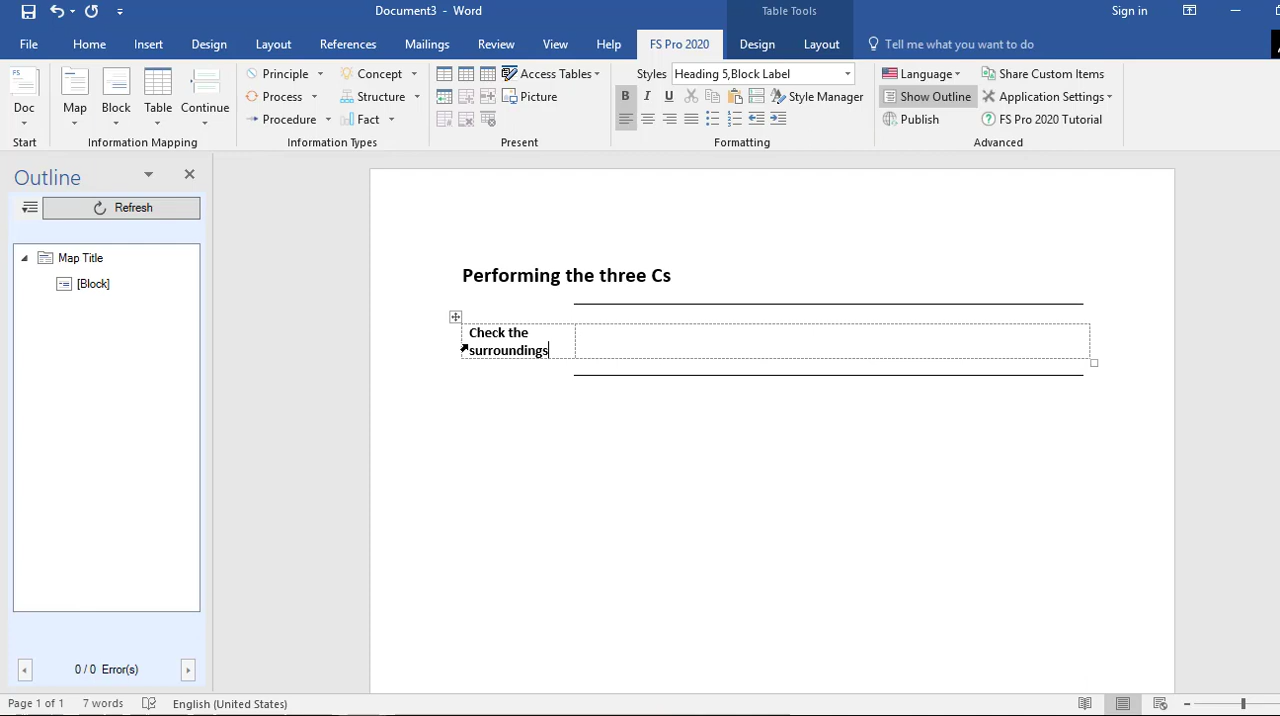 Document3 - Word
Table Tools
Sign in
File Home Insert Design Layout References Mailings Review View Help FS Pro 2020 Design Layout Tell me what you want to do
FS
Doc
Start
Map Block Table Continue
Information Mapping
Principle Concept
Process Structure
Procedure Fact
Information Types
Access Tables
Picture
Present
Styles Heading 5,Block Label
B I U Style Manager
Formatting
Language Share Custom Items
Show Outline Application Settings
Publish FS Pro 2020 Tutorial
Advanced
Outline
Refresh
Map Title
[Block]
0 / 0 Error(s)
Performing the three Cs
Check the
surroundings
Page 1 of 1 7 words English (United States)